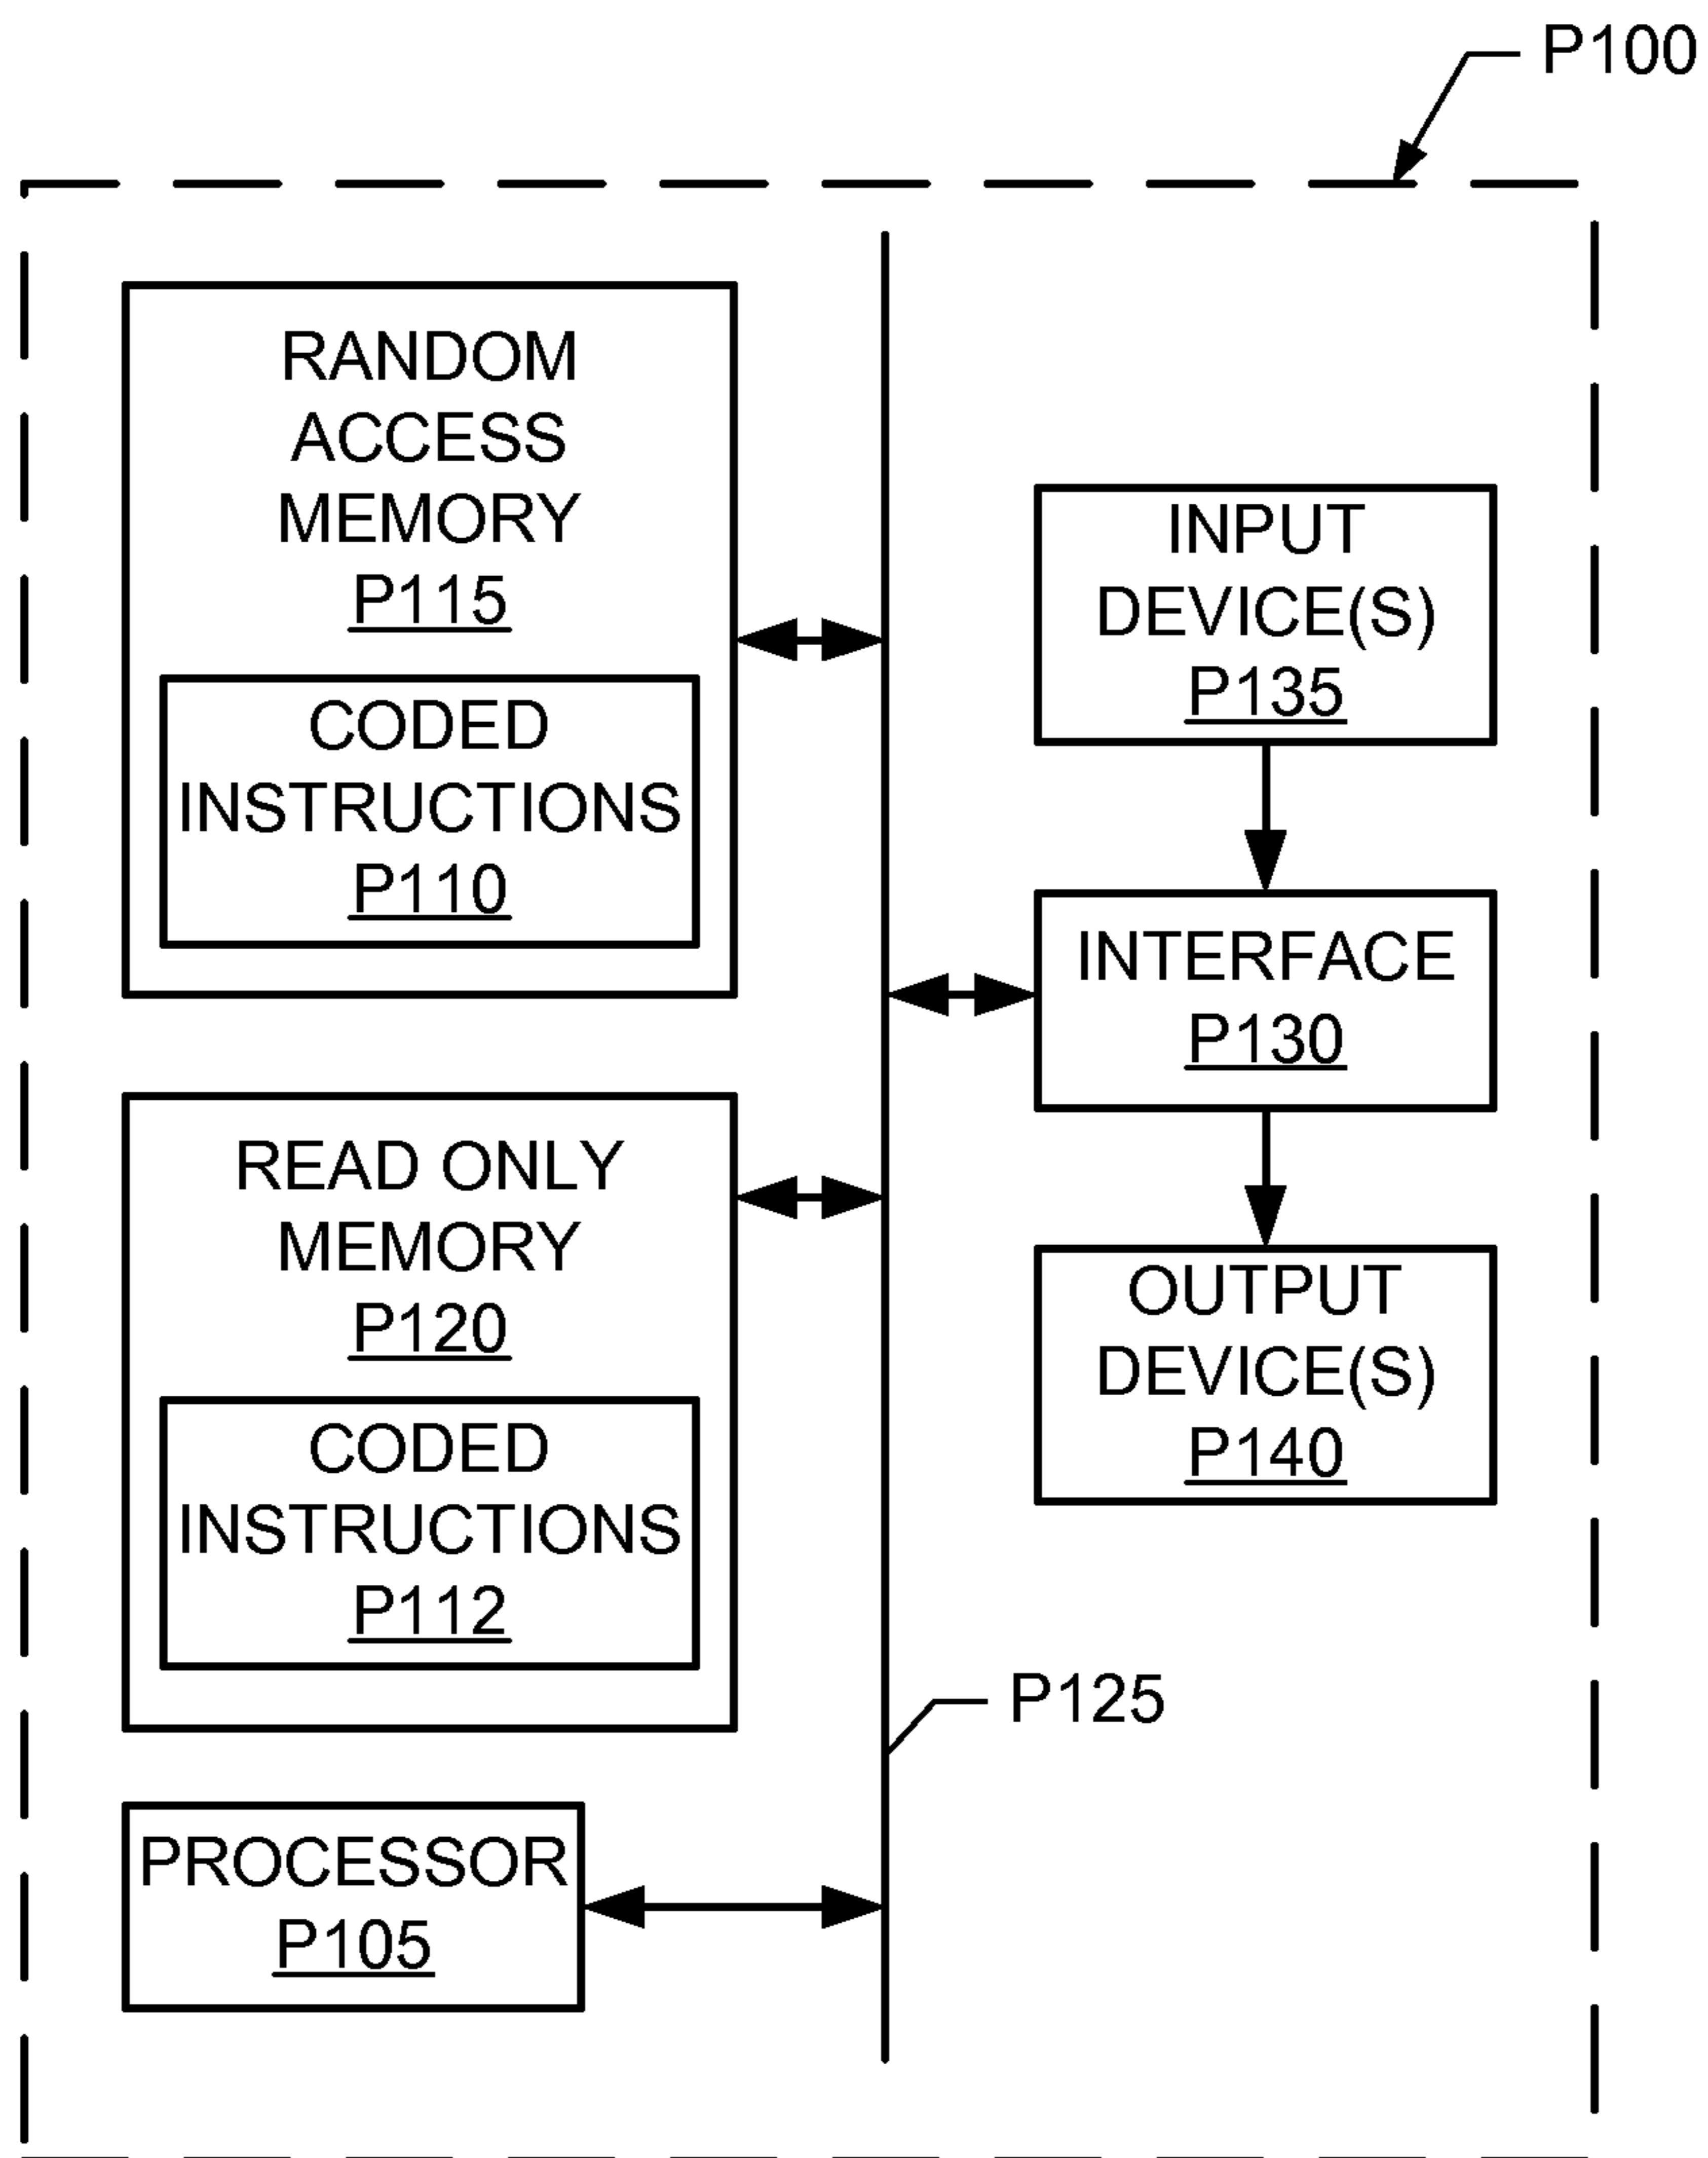 P100
RANDOM
ACCESS
MEMORY
P115
CODED
INSTRUCTIONS
P110
READ ONLY
MEMORY
P120
CODED
INSTRUCTIONS
P112
PROCESSOR
P105
INPUT
DEVICE(S)
P135
INTERFACE
P130
OUTPUT
DEVICE(S)
P140
P125